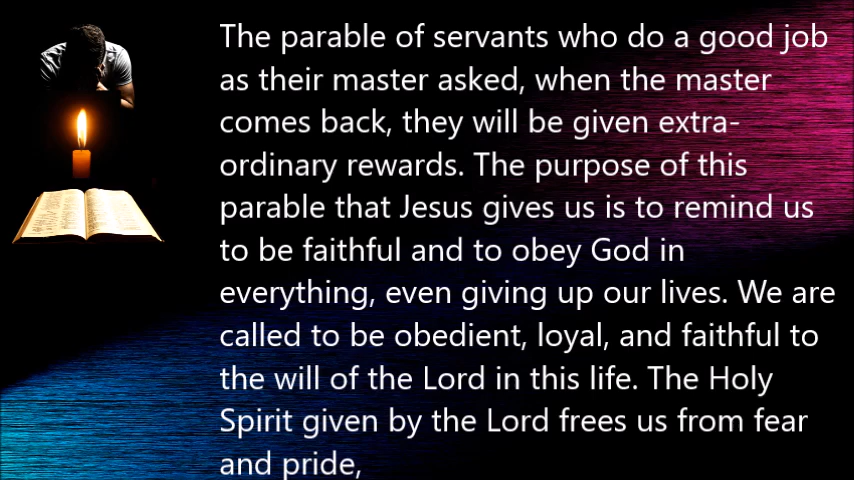 The parable of servants who do a good job
as their master asked, when the master
comes back, they will be given extra-
ordinary rewards. The purpose of this
parable that Jesus gives us is to remind us
to be faithful and to obey God in
everything, even giving up our lives. We are
called to be obedient, loyal, and faithful to
the will of the Lord in this life. The Holy
Spirit given by the Lord frees us from fear
and pride,